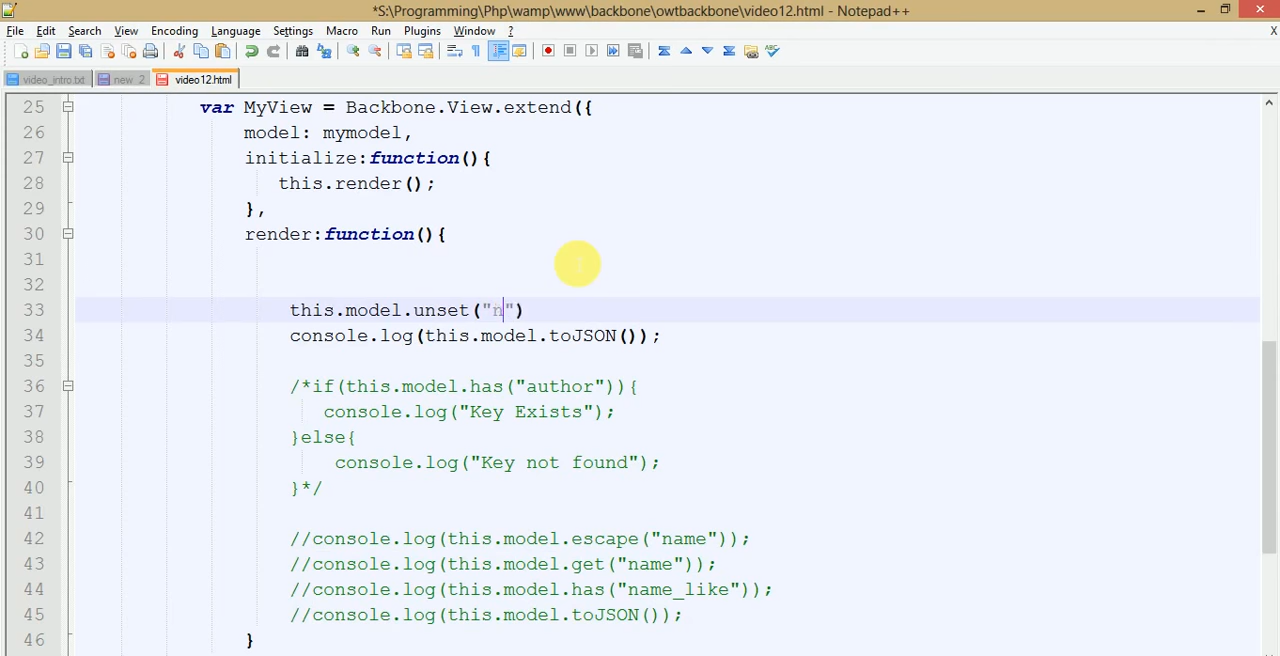 *S:\Programming\Php\wamp\www\backbone\owtbackbone\video12.html - Notepad++
File Edit Search View Encoding Language Settings Macro Run Plugins Window ? X
video_intro.txt new 2 video12.html
25 var MyView = Backbone.View.extend({
26 model: mymodel,
27 initialize:function(){
28 this.render();
29 },
30 render:function(){
31
32
33 this.model.unset("n")
34 console.log(this.model.toJSON());
35
36 /*if(this.model.has("author")){
37 console.log("Key Exists");
38 }else{
39 console.log("Key not found");
40 }*/
41
42 //console.log(this.model.escape("name"));
43 //console.log(this.model.get("name"));
44 //console.log(this.model.has("name_like"));
45 //console.log(this.model.toJSON());
46 }